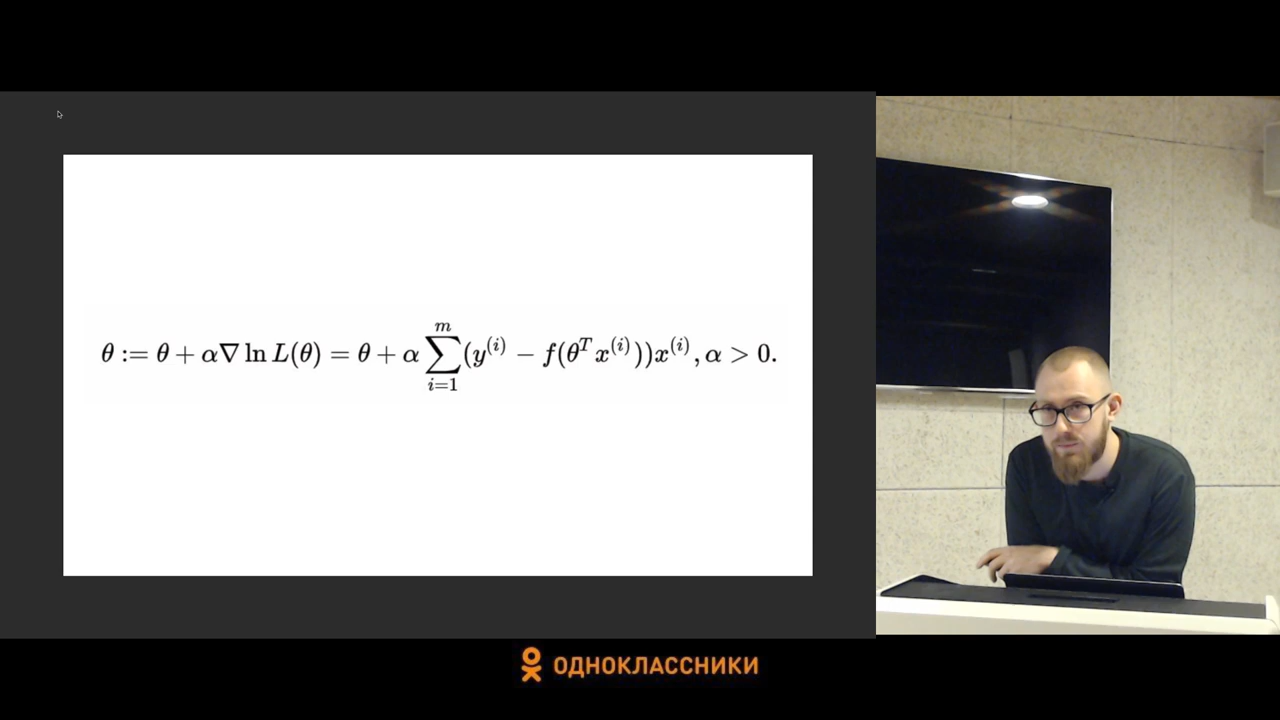 θ := θ + α∇ ln L(θ) = θ + α ∑_{i=1}^{m} (y^{(i)} − f(θ^T x^{(i)}))x^{(i)}, α > 0.
ОДНОКЛАССНИКИ